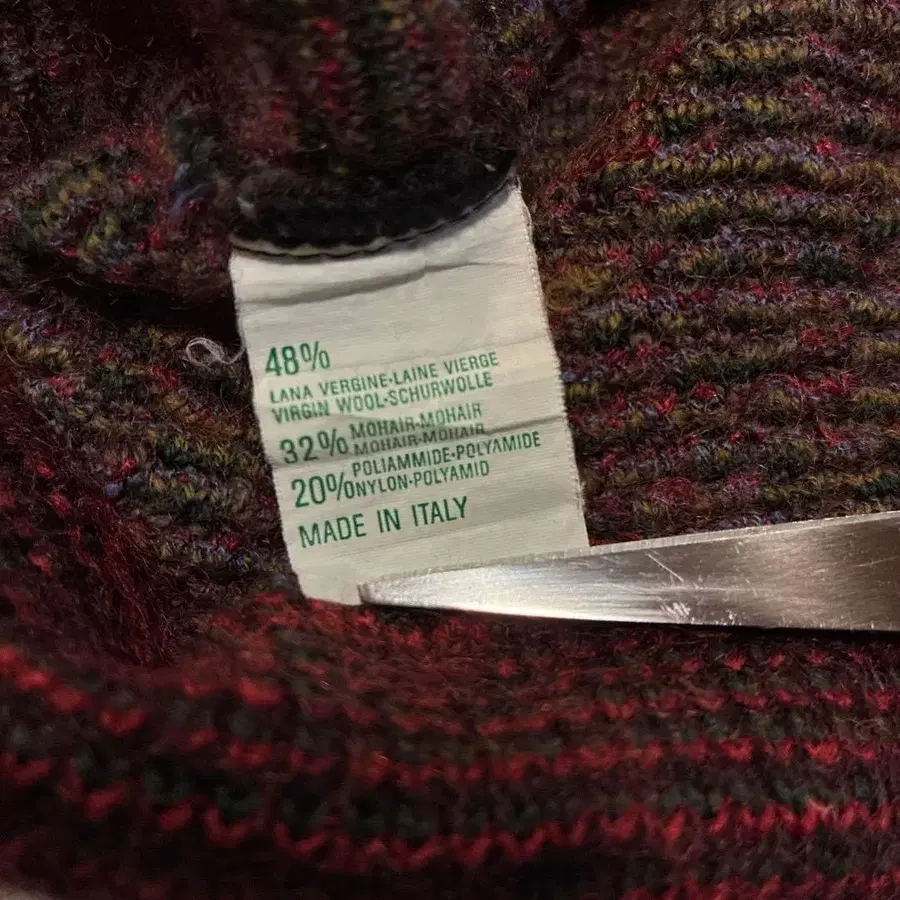 48%
LANA VERGINE-LAINE VIERGE
VIRGIN WOOL-SCHURWOLLE
32% MOHAIR-MOHAIR
MOHAIR-MOHAIR
20% POLIAMMIDE-POLYAMIDE
NYLON-POLYAMID
MADE IN ITALY